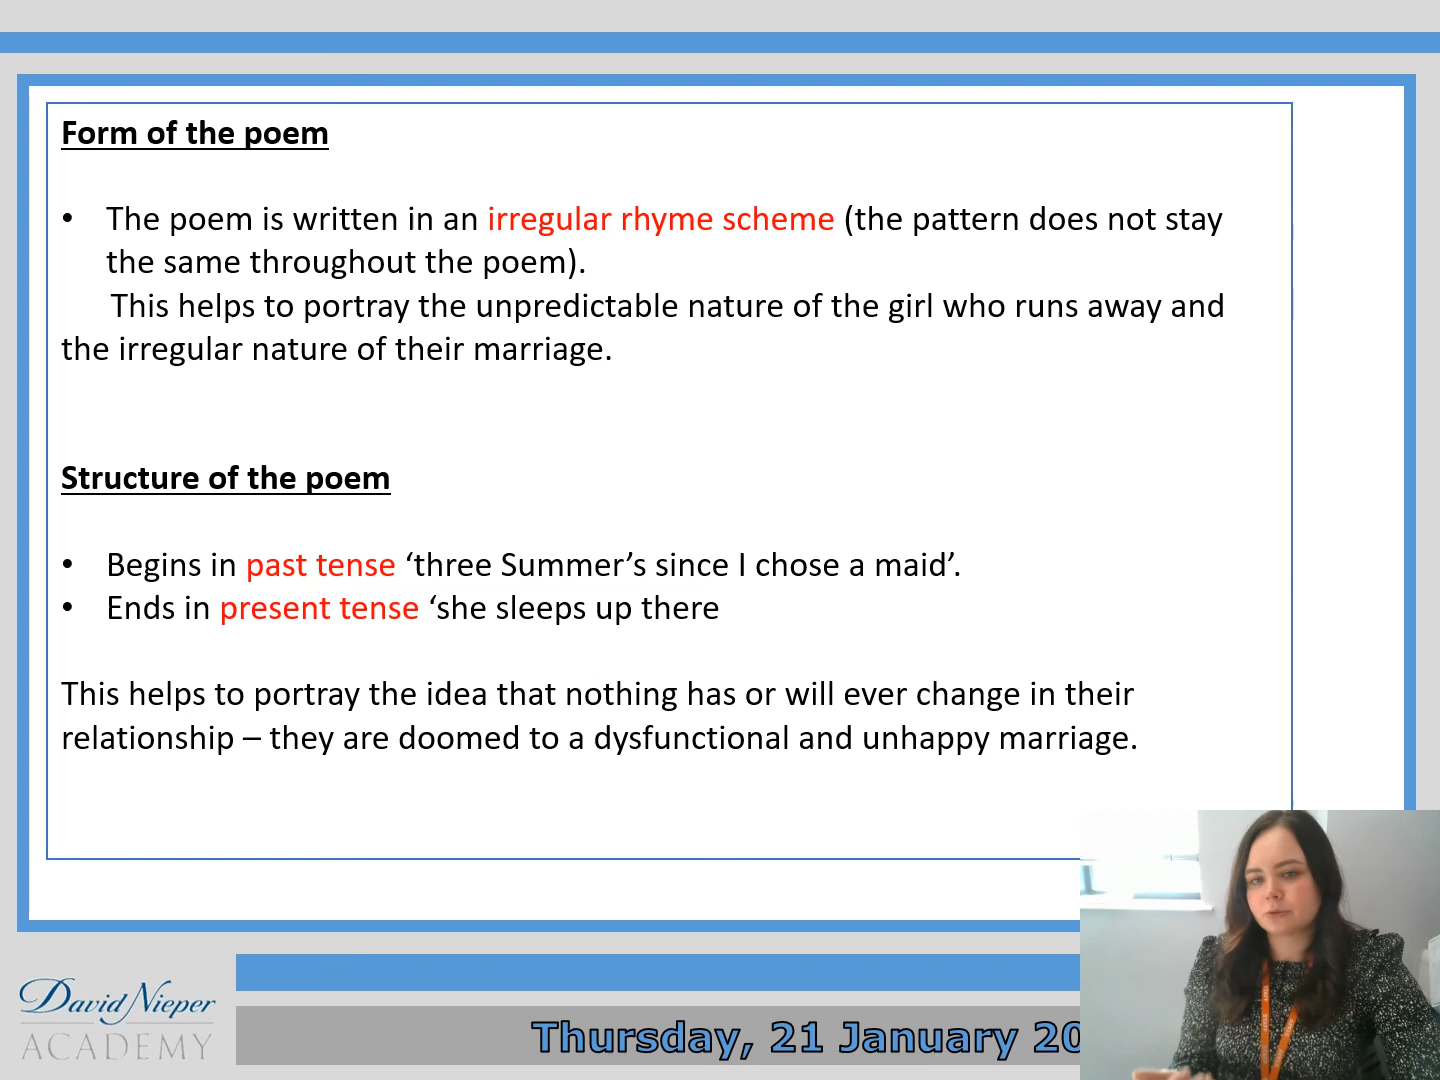 Form of the poem
• The poem is written in an irregular rhyme scheme (the pattern does not stay
the same throughout the poem).
This helps to portray the unpredictable nature of the girl who runs away and
the irregular nature of their marriage.
Structure of the poem
• Begins in past tense ‘three Summer’s since I chose a maid’.
• Ends in present tense ‘she sleeps up there
This helps to portray the idea that nothing has or will ever change in their
relationship – they are doomed to a dysfunctional and unhappy marriage.
David Nieper
ACADEMY
Thursday, 21 January 20